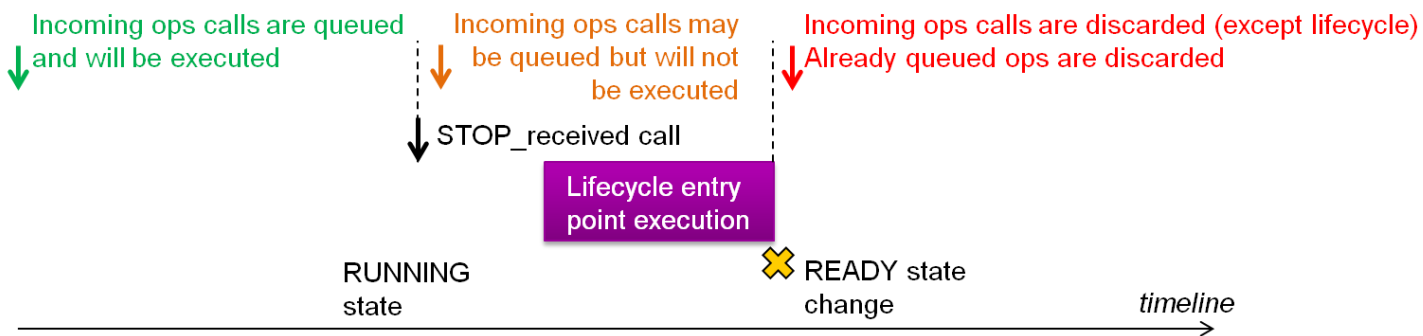 Incoming ops calls are queued
and will be executed
Incoming ops calls may
be queued but will not
be executed
Incoming ops calls are discarded (except lifecycle)
Already queued ops are discarded
STOP_received call
Lifecycle entry
point execution
RUNNING
state
READY state
change
timeline